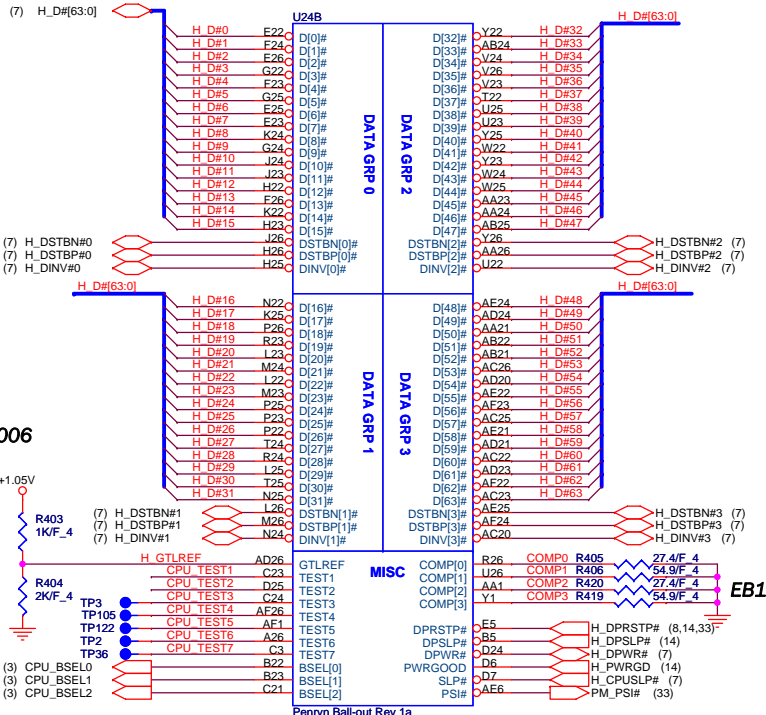 (7) H_D#[63:0]
U24B
H_D#[63:0]
H_D#0 E22 D[0]# D[32]# Y22 H_D#32
H_D#1 F24 D[1]# D[33]# AB24 H_D#33
H_D#2 E26 D[2]# D[34]# V24 H_D#34
H_D#3 G22 D[3]# D[35]# V26 H_D#35
H_D#4 F23 D[4]# D[36]# V23 H_D#36
H_D#5 G25 D[5]# D[37]# T22 H_D#37
H_D#6 E25 D[6]# D[38]# U25 H_D#38
H_D#7 E23 D[7]# D[39]# U23 H_D#39
H_D#8 K24 D[8]# D[40]# Y25 H_D#40
H_D#9 G24 D[9]# D[41]# W22 H_D#41
H_D#10 J24 D[10]# D[42]# Y23 H_D#42
H_D#11 J23 D[11]# D[43]# W24 H_D#43
H_D#12 H22 D[12]# D[44]# W25 H_D#44
H_D#13 F26 D[13]# D[45]# AA23 H_D#45
H_D#14 K22 D[14]# D[46]# AA24 H_D#46
H_D#15 H23 D[15]# D[47]# AB25 H_D#47
(7) H_DSTBN#0 J26 DSTBN[0]# DSTBN[2]# Y26 H_DSTBN#2 (7)
(7) H_DSTBP#0 H26 DSTBP[0]# DSTBP[2]# AA26 H_DSTBP#2 (7)
(7) H_DINV#0 H25 DINV[0]# DINV[2]# U22 H_DINV#2 (7)
DATA GRP 0
DATA GRP 2
H_D#[63:0]
H_D#[63:0]
H_D#16 N22 D[16]# D[48]# AE24 H_D#48
H_D#17 K25 D[17]# D[49]# AD24 H_D#49
H_D#18 P26 D[18]# D[50]# AA21 H_D#50
H_D#19 R23 D[19]# D[51]# AB22 H_D#51
H_D#20 L23 D[20]# D[52]# AB21 H_D#52
H_D#21 M24 D[21]# D[53]# AC26 H_D#53
H_D#22 L22 D[22]# D[54]# AD20 H_D#54
H_D#23 M23 D[23]# D[55]# AE22 H_D#55
H_D#24 P25 D[24]# D[56]# AF23 H_D#56
H_D#25 P23 D[25]# D[57]# AC25 H_D#57
H_D#26 P22 D[26]# D[58]# AE21 H_D#58
H_D#27 T24 D[27]# D[59]# AD21 H_D#59
H_D#28 R24 D[28]# D[60]# AC22 H_D#60
H_D#29 L25 D[29]# D[61]# AD23 H_D#61
H_D#30 T25 D[30]# D[62]# AF22 H_D#62
H_D#31 N25 D[31]# D[63]# AC23 H_D#63
(7) H_DSTBN#1 L26 DSTBN[1]# DSTBN[3]# AE25 H_DSTBN#3 (7)
(7) H_DSTBP#1 M26 DSTBP[1]# DSTBP[3]# AF24 H_DSTBP#3 (7)
(7) H_DINV#1 N24 DINV[1]# DINV[3]# AC20 H_DINV#3 (7)
DATA GRP 1
DATA GRP 3
006
+1.05V
R403
1K/F_4
R404
2K/F_4
MISC
H_GTLREF AD26 GTLREF COMP[0] R26 COMP0 R405 27.4/F_4
CPU_TEST1 C23 TEST1 COMP[1] U26 COMP1 R406 54.9/F_4
CPU_TEST2 D25 TEST2 COMP[2] AA1 COMP2 R420 27.4/F_4
TP3 CPU_TEST3 C24 TEST3 COMP[3] Y1 COMP3 R419 54.9/F_4
EB1
TP105 CPU_TEST4 AF26 TEST4
TP122 CPU_TEST5 AF1 TEST5 DPRSTP# E5 H_DPRSTP# (8,14,33)
TP2 CPU_TEST6 A26 TEST6 DPSLP# B5 H_DPSLP# (14)
TP36 CPU_TEST7 C3 TEST7 DPWR# D24 H_DPWR# (7)
(3) CPU_BSEL0 B22 BSEL[0] PWRGOOD D6 H_PWRGD (14)
(3) CPU_BSEL1 B23 BSEL[1] SLP# D7 H_CPUSLP# (7)
(3) CPU_BSEL2 C21 BSEL[2] PSI# AE6 PM_PSI# (33)
Penryn Ball-out Rev 1a